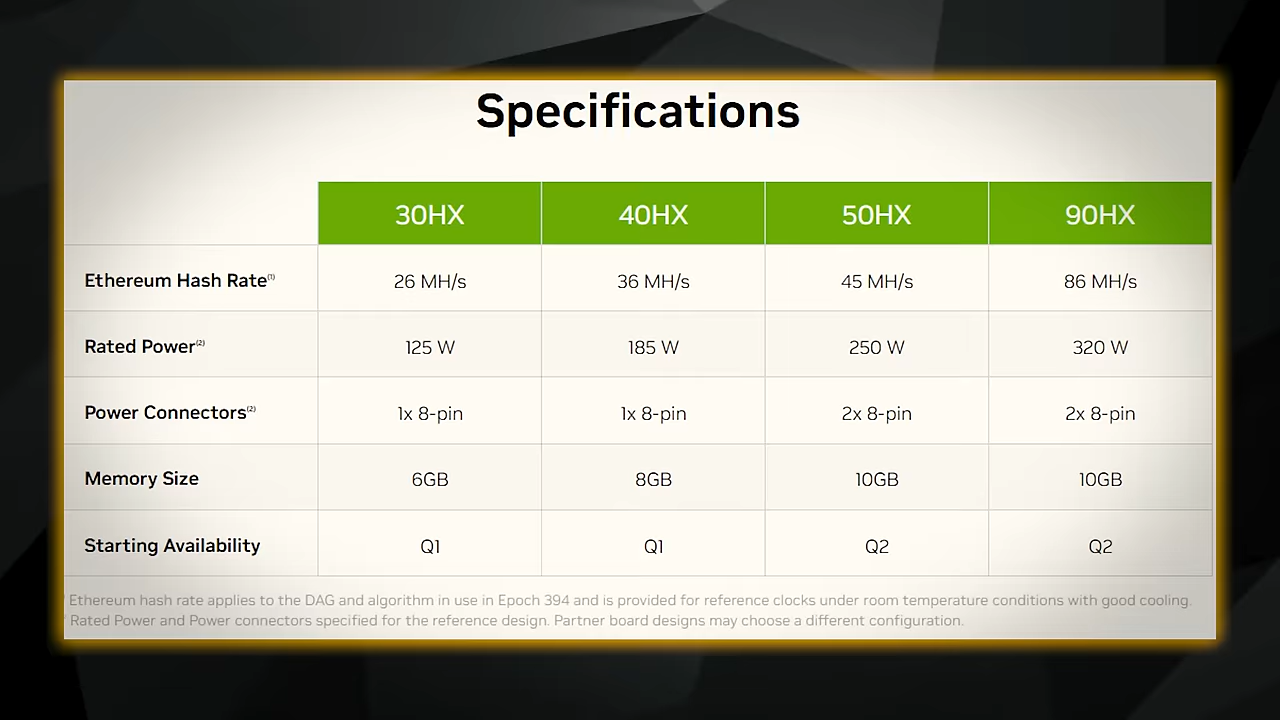 Specifications
30HX 40HX 50HX 90HX
Ethereum Hash Rate(1) 26 MH/s 36 MH/s 45 MH/s 86 MH/s
Rated Power(2) 125 W 185 W 250 W 320 W
Power Connectors(2) 1x 8-pin 1x 8-pin 2x 8-pin 2x 8-pin
Memory Size 6GB 8GB 10GB 10GB
Starting Availability Q1 Q1 Q2 Q2
Ethereum hash rate applies to the DAG and algorithm in use in Epoch 394 and is provided for reference clocks under room temperature conditions with good cooling.
Rated Power and Power connectors specified for the reference design. Partner board designs may choose a different configuration.